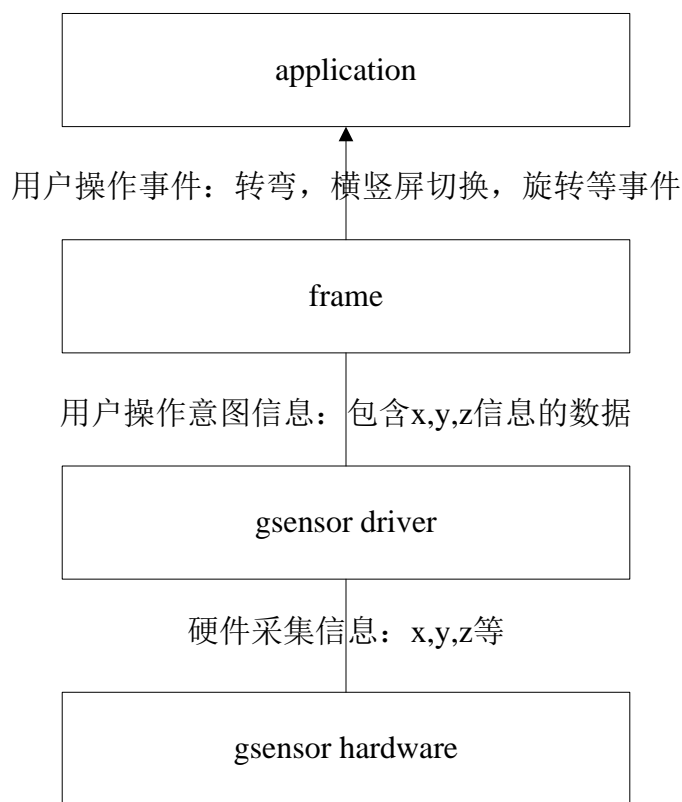 application
用户操作事件：转弯，横竖屏切换，旋转等事件
frame
用户操作意图信息：包含x,y,z信息的数据
gsensor driver
硬件采集信息：x,y,z等
gsensor hardware